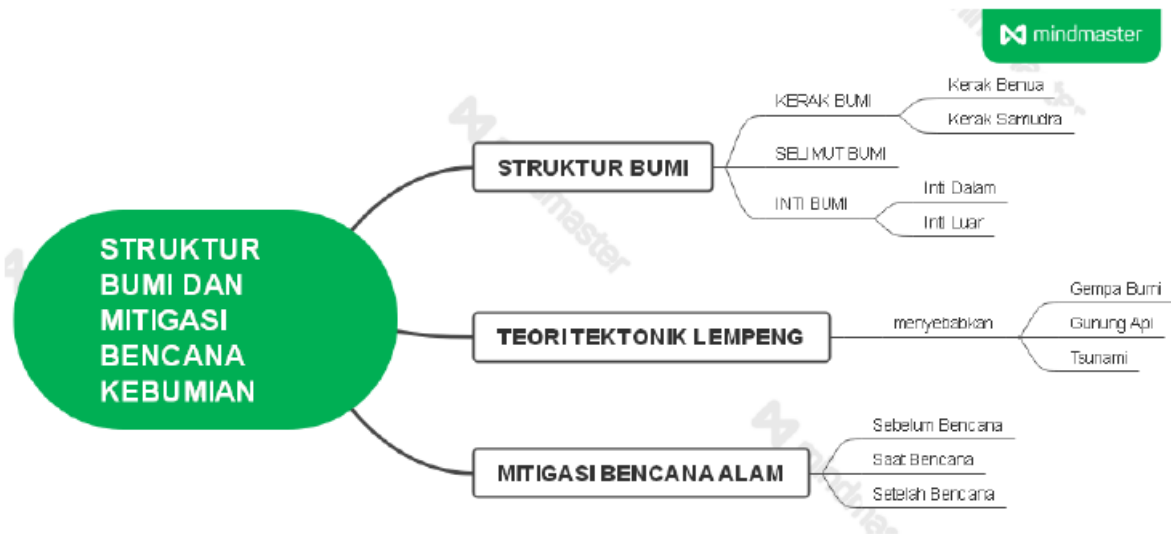 mindmaster
STRUKTUR
BUMI DAN
MITIGASI
BENCANA
KEBUMIAN
STRUKTUR BUMI
KERAK BUMI
Kerak Benua
Kerak Samudra
SELIMUT BUMI
INTI BUMI
Inti Dalam
Inti Luar
TEORI TEKTONIK LEMPENG
menyebabkan
Gempa Bumi
Gunung Api
Tsunami
MITIGASI BENCANA ALAM
Sebelum Bencana
Saat Bencana
Setelah Bencana